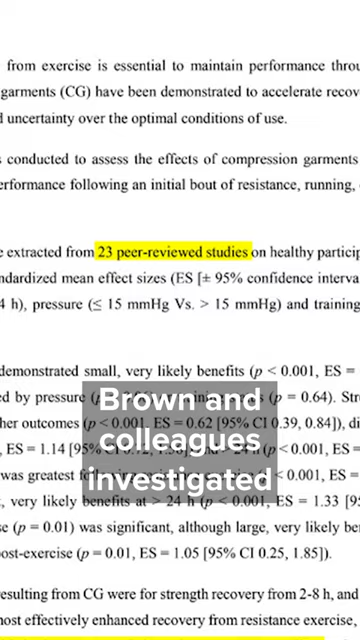 from exercise is essential to maintain performance throu
garments (CG) have been demonstrated to accelerate recove
d uncertainty over the optimal conditions of use.
s conducted to assess the effects of compression garments
erformance following an initial bout of resistance, running,
e extracted from 23 peer-reviewed studies on healthy particip
ndardized mean effect sizes (ES [± 95% confidence interva
4 h), pressure (≤ 15 mmHg Vs. > 15 mmHg) and training
demonstrated small, very likely benefits (p < 0.001, ES =
ed by pressure (p = 0.64). Str
Brown and
her outcomes (p < 0.001, ES = 0.62 [95% CI 0.39, 0.84]), di
colleagues
, ES = 1.14 [95% < 0.001, ES =
was greatest < 0.001, ES
investigated
t, very likely benefits at > 24 h (p < 0.001, ES = 1.33 [95
se (p = 0.01) was significant, although large, very likely ben
post-exercise (p = 0.01, ES = 1.05 [95% CI 0.25, 1.85]).
resulting from CG were for strength recovery from 2-8 h, and
most effectively enhanced recovery from resistance exercise,